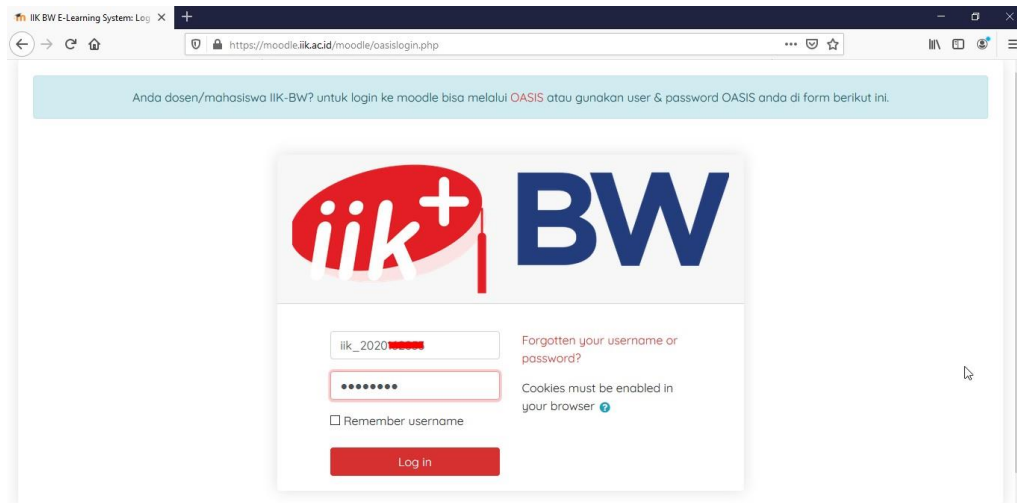 IIK BW E-Learning System: Log
https://moodle.iik.ac.id/moodle/oasislogin.php
Anda dosen/mahasiswa IIK-BW? untuk login ke moodle bisa melalui OASIS atau gunakan user & password OASIS anda di form berikut ini.
iik+ BW
iik_2020
Forgotten your username or
password?
Cookies must be enabled in
your browser
Remember username
Log in